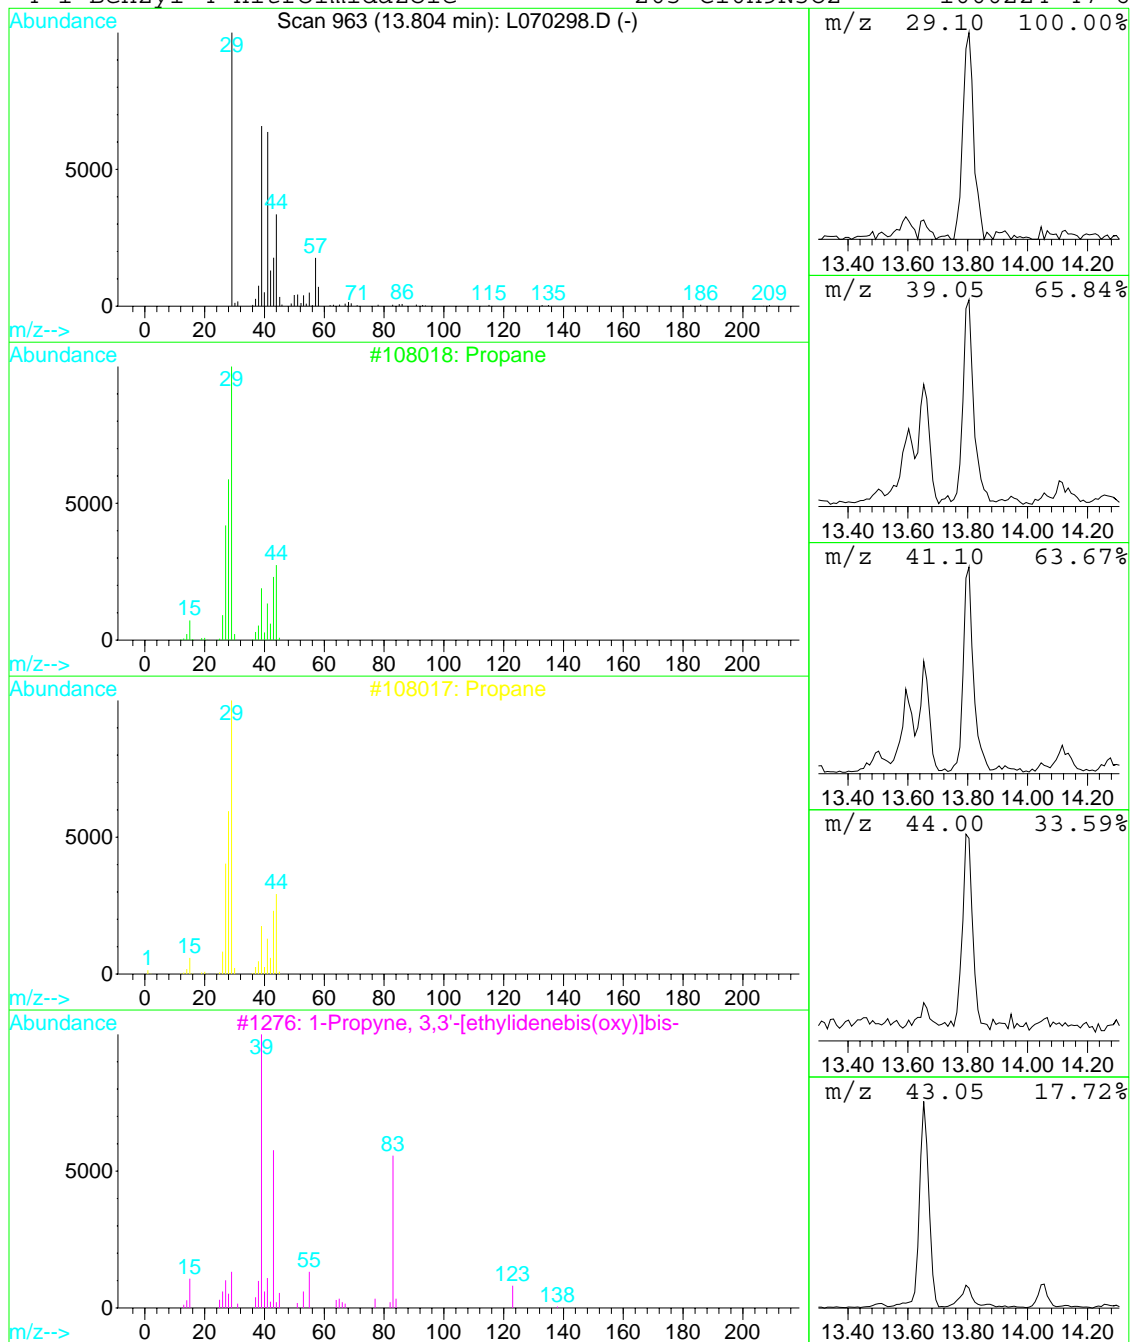 Scan 963 (13.804 min): L070298.D (-)
Abundance
29
44
57
71
86
115
135
186
209
5000
0
m/z-->
0 20 40 60 80 100 120 140 160 180 200
#108018: Propane
Abundance
29
44
15
5000
0
m/z-->
0 20 40 60 80 100 120 140 160 180 200
#108017: Propane
Abundance
29
44
15
1
5000
0
m/z-->
0 20 40 60 80 100 120 140 160 180 200
#1276: 1-Propyne, 3,3'-[ethylidenebis(oxy)]bis-
Abundance
39
83
55
15
123
138
5000
0
m/z-->
0 20 40 60 80 100 120 140 160 180 200
m/z 29.10 100.00%
13.40 13.60 13.80 14.00 14.20
m/z 39.05 65.84%
13.40 13.60 13.80 14.00 14.20
m/z 41.10 63.67%
13.40 13.60 13.80 14.00 14.20
m/z 44.00 33.59%
13.40 13.60 13.80 14.00 14.20
m/z 43.05 17.72%
13.40 13.60 13.80 14.00 14.20